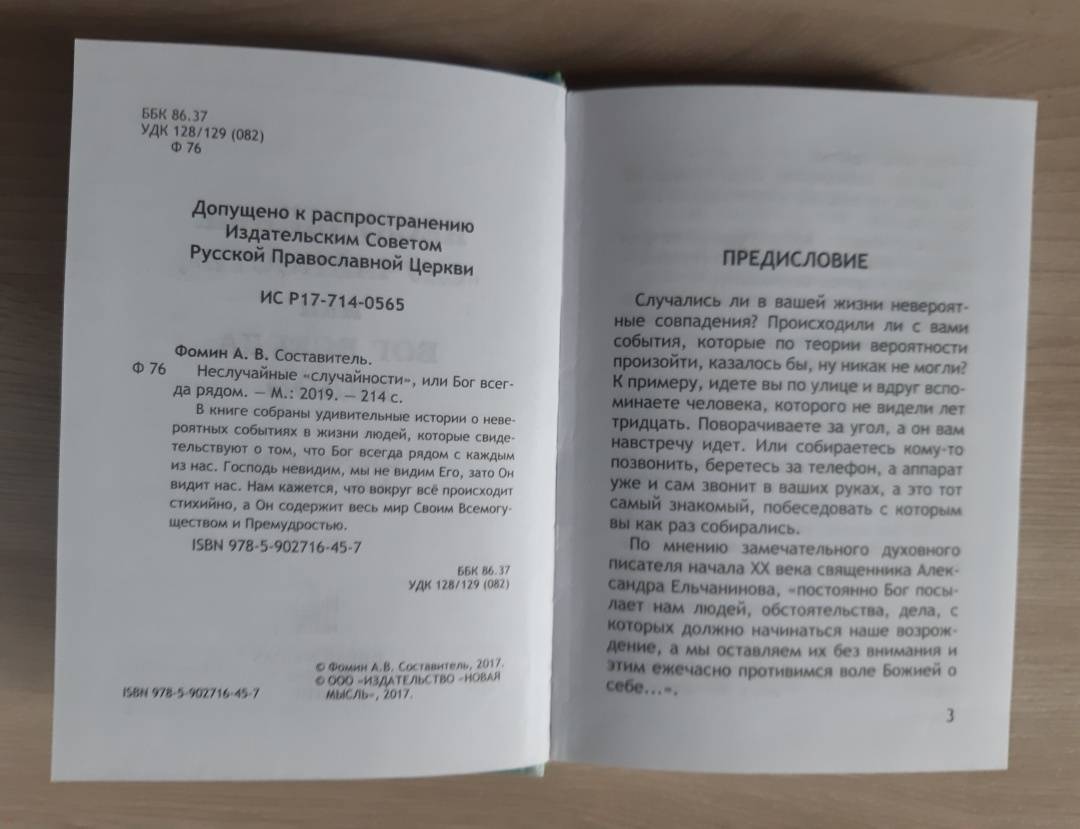 ББК 86.37
УДК 128/129 (082)
Ф 76
Допущено к распространению
Издательским Советом
Русской Православной Церкви
ИС Р17-714-0565
Фомин А. В. Составитель.
Ф 76
Неслучайные «случайности», или Бог всег-
да рядом. — М.: 2019. — 214 с.
В книге собраны удивительные истории о неве-
роятных событиях в жизни людей, которые свиде-
тельствуют о том, что Бог всегда рядом с каждым
из нас. Господь невидим, мы не видим Его, зато Он
видит нас. Нам кажется, что вокруг всё происходит
стихийно, а Он содержит весь мир Своим Всемогу-
ществом и Премудростью.
ISBN 978-5-902716-45-7
ББК 86.37
УДК 128/129 (082)
© Фомин А.В. Составитель, 2017.
© ООО «ИЗДАТЕЛЬСТВО «НОВАЯ
МЫСЛЬ», 2017.
ISBN 978-5-902716-45-7
ПРЕДИСЛОВИЕ
Случались ли в вашей жизни невероят-
ные совпадения? Происходили ли с вами
события, которые по теории вероятности
произойти, казалось бы, ну никак не могли?
К примеру, идете вы по улице и вдруг вспо-
минаете человека, которого не видели лет
тридцать. Поворачиваете за угол, а он вам
навстречу идет. Или собираетесь кому-то
позвонить, беретесь за телефон, а аппарат
уже и сам звонит в ваших руках, а это тот
самый знакомый, побеседовать с которым
вы как раз собирались.
По мнению замечательного духовного
писателя начала XX века священника Алек-
сандра Ельчанинова, «постоянно Бог посы-
лает нам людей, обстоятельства, дела, с
которых должно начинаться наше возрож-
дение, а мы оставляем их без внимания и
этим ежечасно противимся воле Божией о
себе...».
3